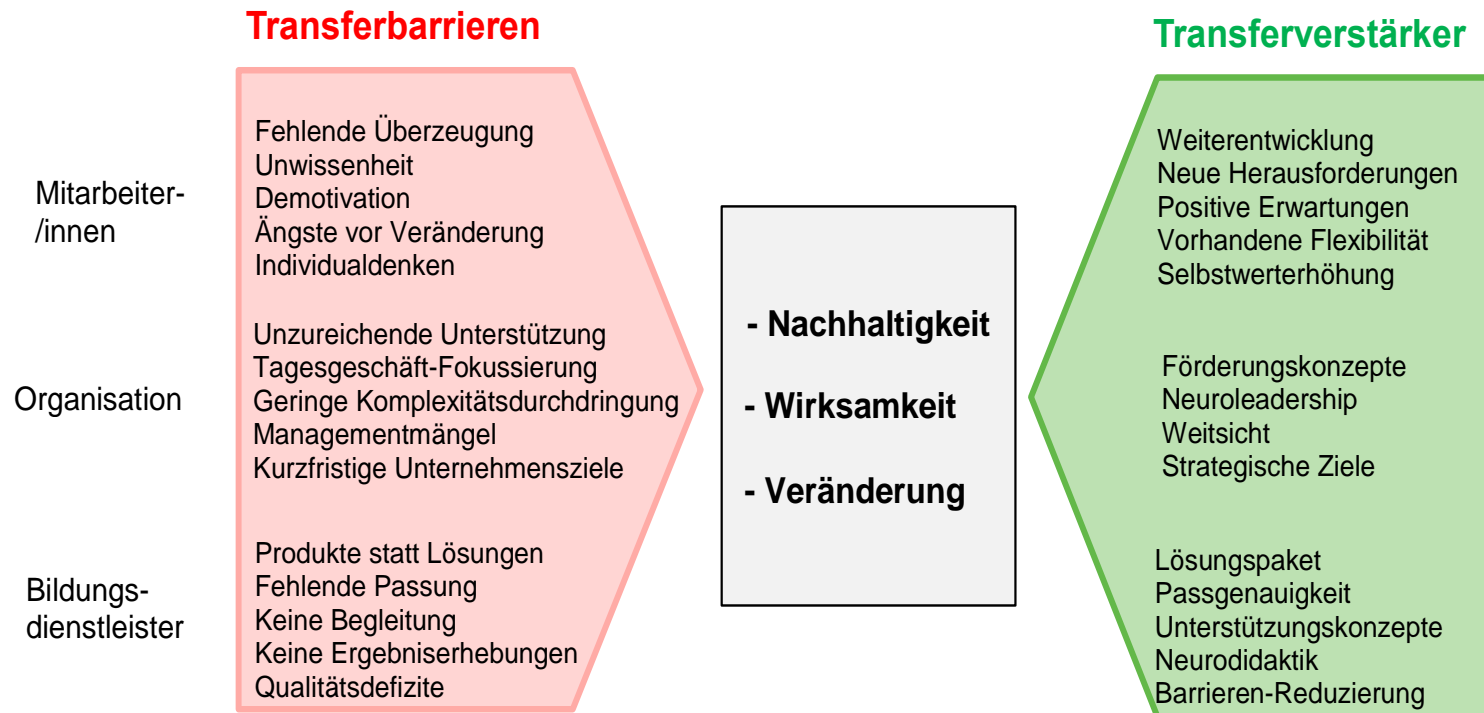 Transferbarrieren
Transferverstärker
Mitarbeiter-
/innen
Fehlende Überzeugung
Unwissenheit
Demotivation
Ängste vor Veränderung
Individualdenken
Weiterentwicklung
Neue Herausforderungen
Positive Erwartungen
Vorhandene Flexibilität
Selbstwerterhöhung
- Nachhaltigkeit
- Wirksamkeit
- Veränderung
Organisation
Unzureichende Unterstützung
Tagesgeschäft-Fokussierung
Geringe Komplexitätsdurchdringung
Managementmängel
Kurzfristige Unternehmensziele
Förderungskonzepte
Neuroleadership
Weitsicht
Strategische Ziele
Bildungs-
dienstleister
Produkte statt Lösungen
Fehlende Passung
Keine Begleitung
Keine Ergebniserhebungen
Qualitätsdefizite
Lösungspaket
Passgenauigkeit
Unterstützungskonzepte
Neurodidaktik
Barrieren-Reduzierung